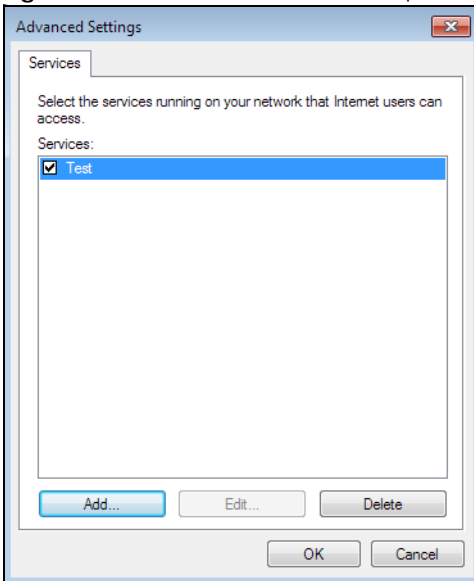 Advanced Settings
Services
Select the services running on your network that Internet users can
access.
Services:
Test
Add...
Edit...
Delete
OK
Cancel